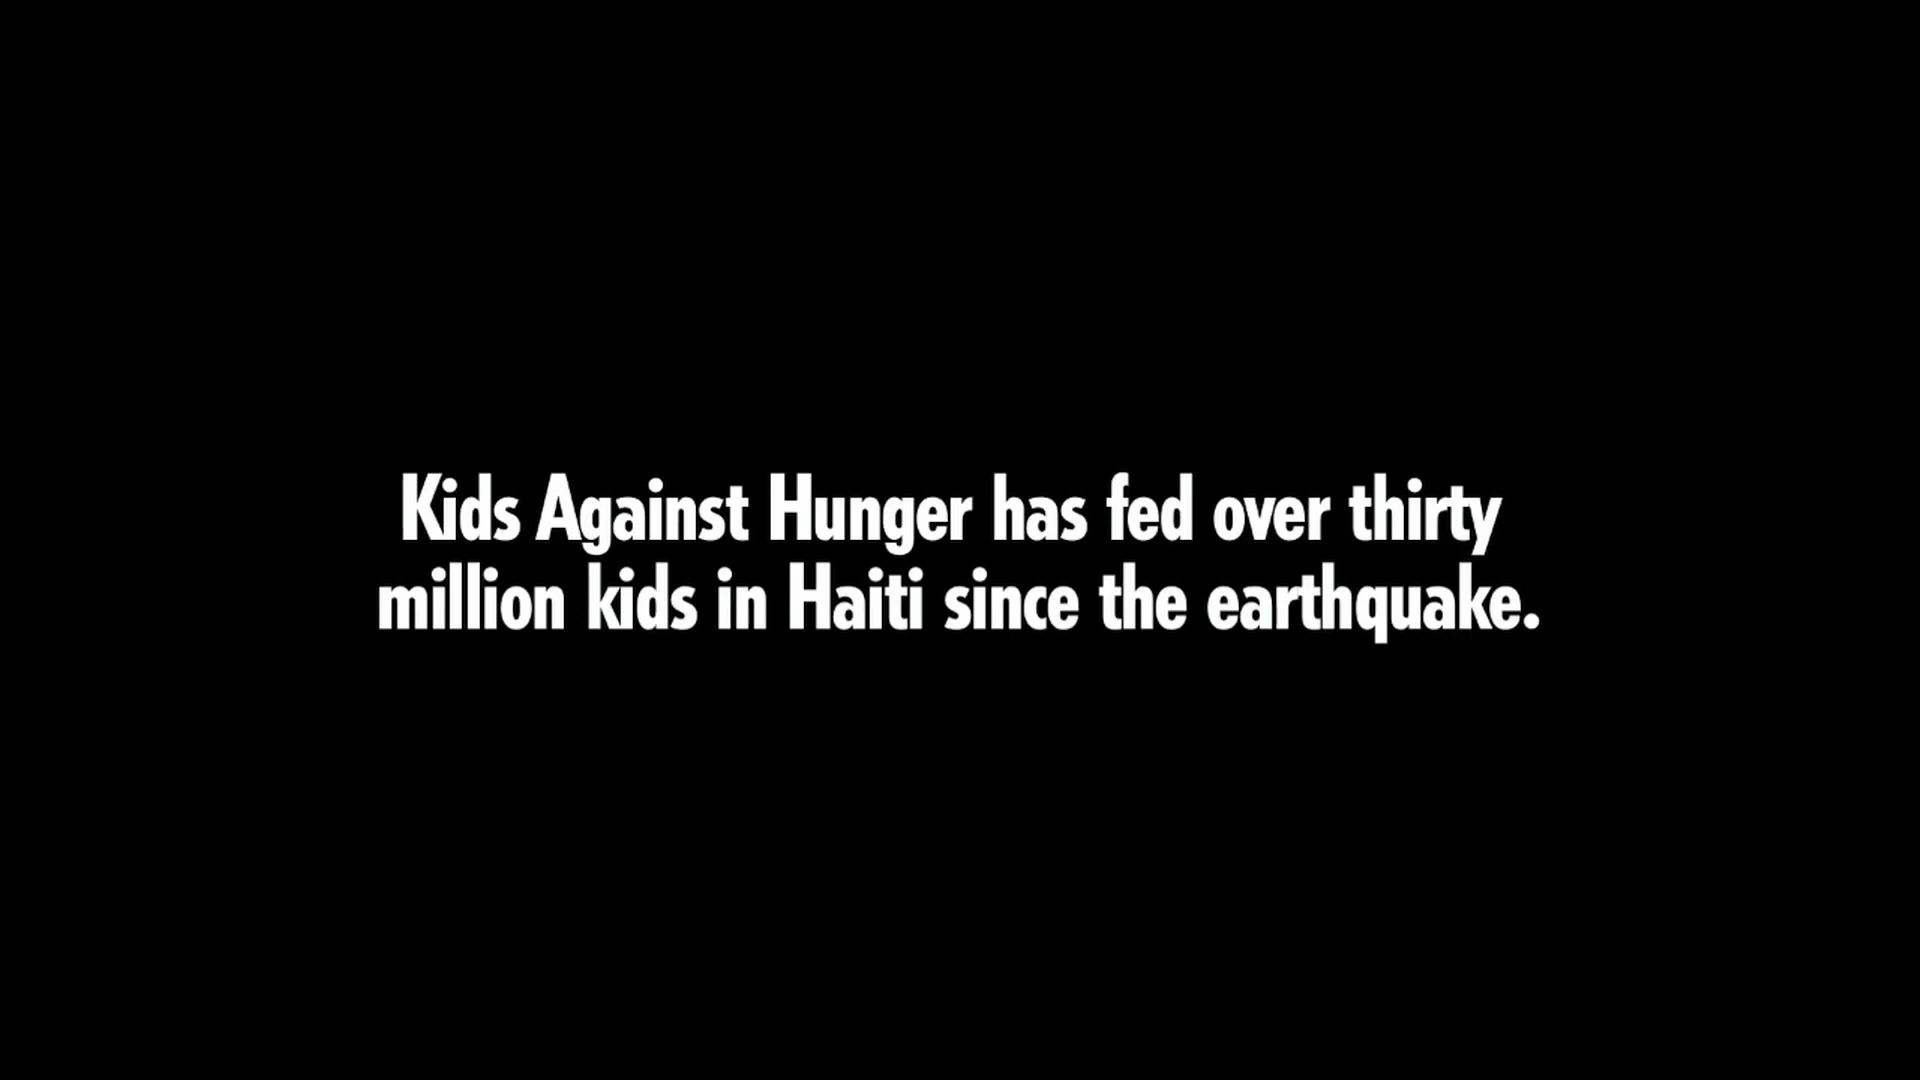 Kids Against Hunger has fed over thirty
million kids in Haiti since the earthquake.